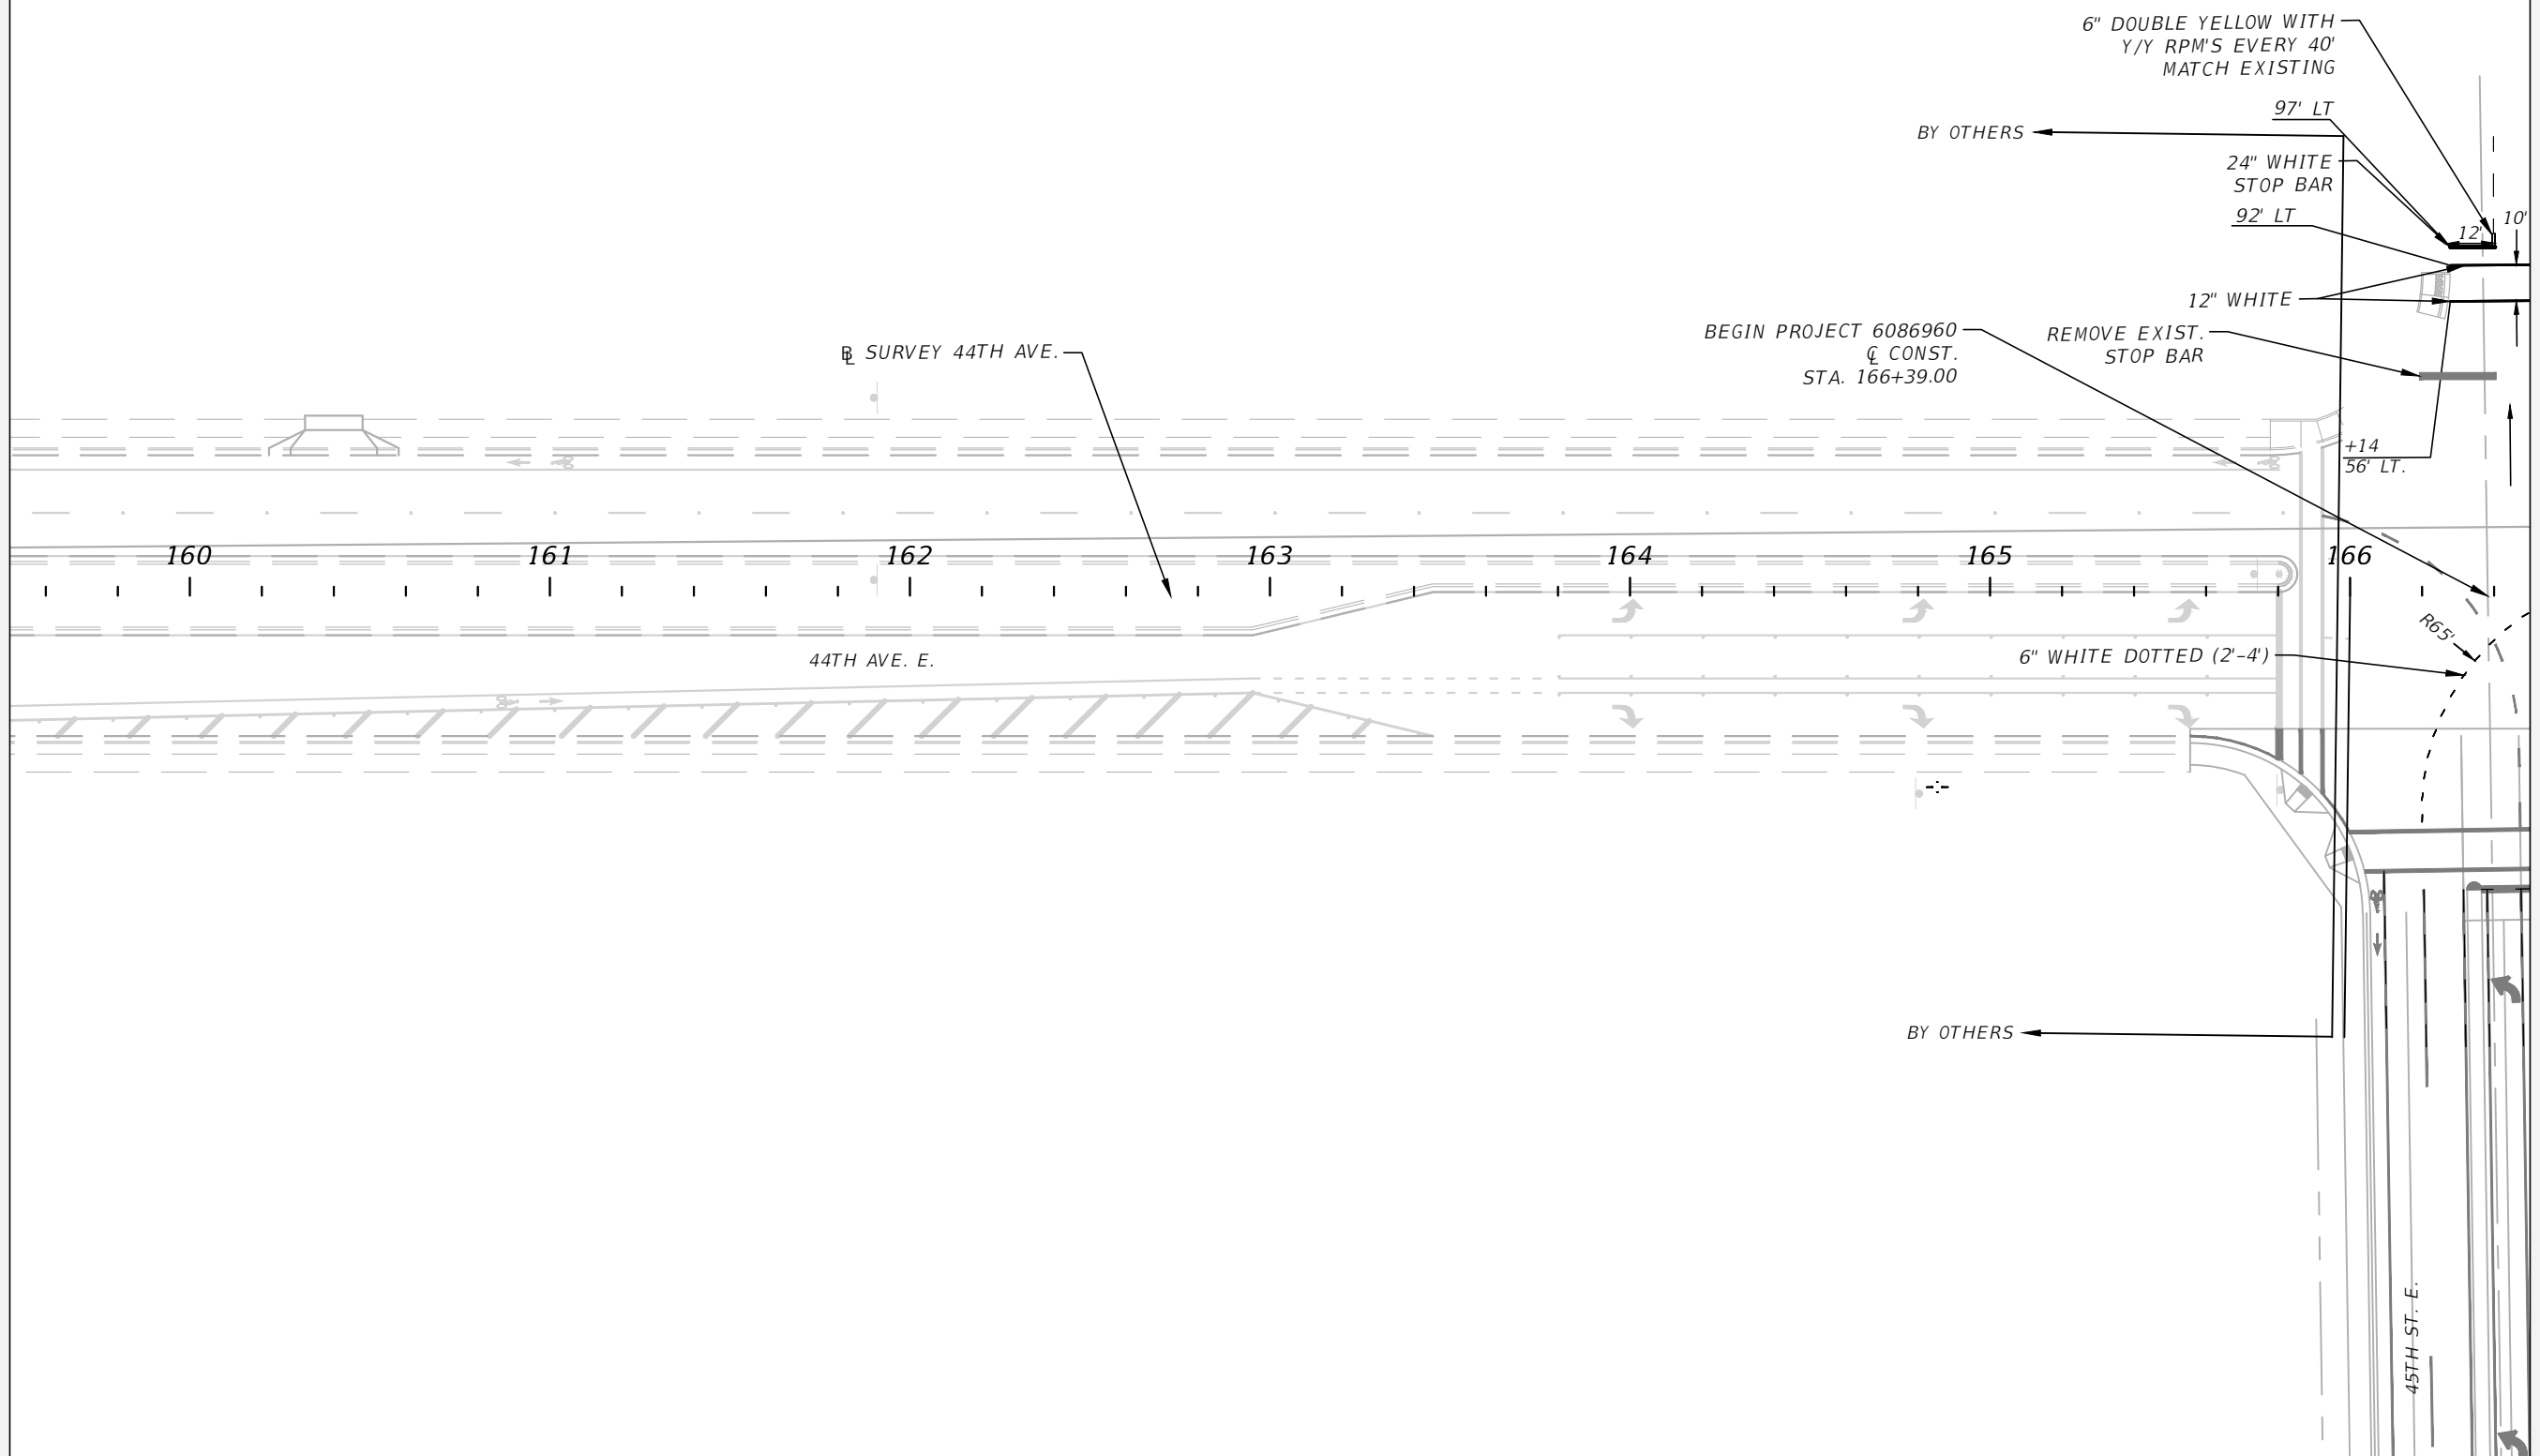 6" DOUBLE YELLOW WITH
Y/Y RPM'S EVERY 40'
MATCH EXISTING
97' LT
BY OTHERS
24" WHITE
STOP BAR
92' LT
10'
12'
12" WHITE
BEGIN PROJECT 6086960
℄ CONST.
STA. 166+39.00
REMOVE EXIST.
STOP BAR
BL SURVEY 44TH AVE.
+14
56' LT.
160 161 162 163 164 165 166
R65'
44TH AVE. E.
6" WHITE DOTTED (2'-4')
BY OTHERS
45TH ST. E.